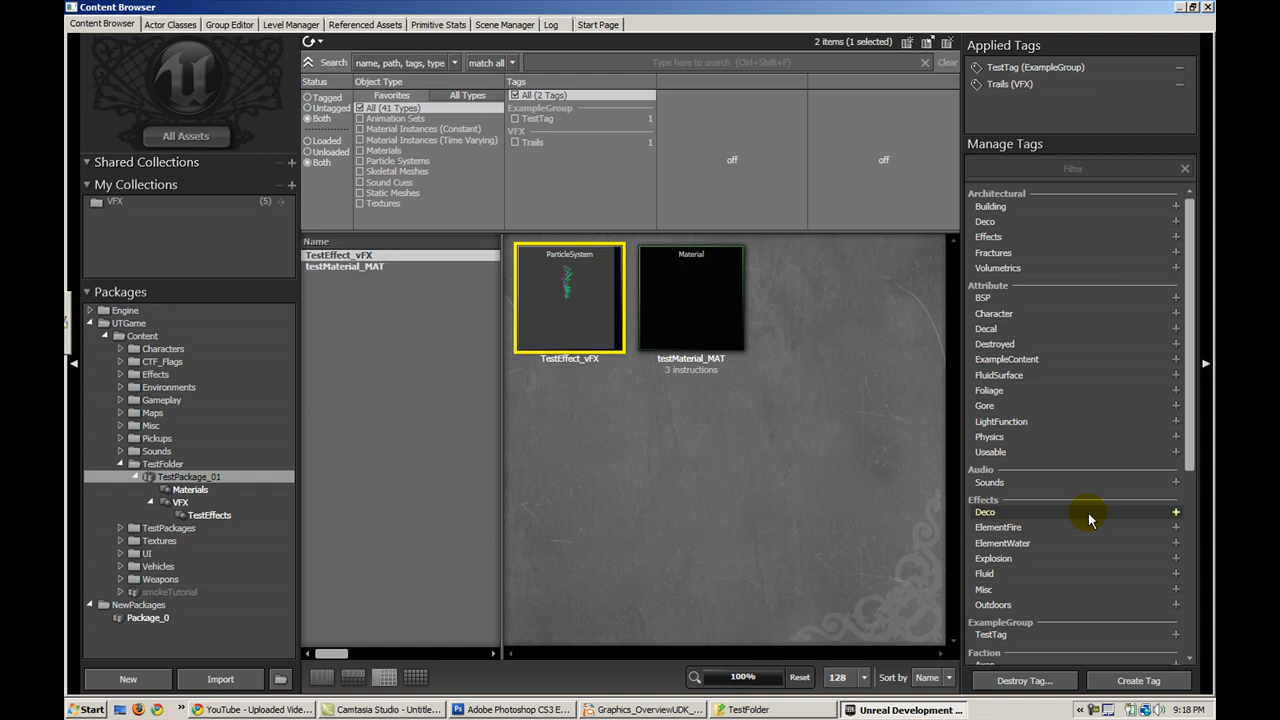 Content Browser
Content Browser Actor Classes Group Editor Level Manager Referenced Assets Primitive Stats Scene Manager Log Start Page
All Assets
Shared Collections
My Collections
VFX (5)
Packages
Engine
UTGame
Content
Characters
CTF_Flags
Effects
Environments
Gameplay
Maps
Misc
Pickups
Sounds
TestFolder
TestPackage_01
Materials
VFX
TestEffects
TestPackages
Textures
UI
Vehicles
Weapons
smokeTutorial
NewPackages
Package_0
New Import
2 items (1 selected)
Search name, path, tags, type match all Type here to search (Ctrl+Shift+F) Clear
Status
Tagged
Untagged
Both
Loaded
Unloaded
Both
Object Type
Favorites All Types
All (41 Types)
Animation Sets
Material Instances (Constant)
Material Instances (Time Varying)
Materials
Particle Systems
Skeletal Meshes
Sound Cues
Static Meshes
Textures
Tags
All (2 Tags)
ExampleGroup
TestTag 1
VFX
Trails 1
off off
Name
TestEffect_vFX
testMaterial_MAT
ParticleSystem
TestEffect_vFX
Material
testMaterial_MAT
3 instructions
100% Reset 128 Sort by Name
Applied Tags
TestTag (ExampleGroup)
Trails (VFX)
Manage Tags
Filter
Architectural
Building
Deco
Effects
Fractures
Volumetrics
Attribute
BSP
Character
Decal
Destroyed
ExampleContent
FluidSurface
Foliage
Gore
LightFunction
Physics
Useable
Audio
Sounds
Effects
Deco
ElementFire
ElementWater
Explosion
Fluid
Misc
Outdoors
ExampleGroup
TestTag
Faction
Destroy Tag... Create Tag
Start YouTube - Uploaded Vide... Camtasia Studio - Untitle... Adobe Photoshop CS3 E... Graphics_OverviewUDK_... TestFolder Unreal Development ... 9:18 PM